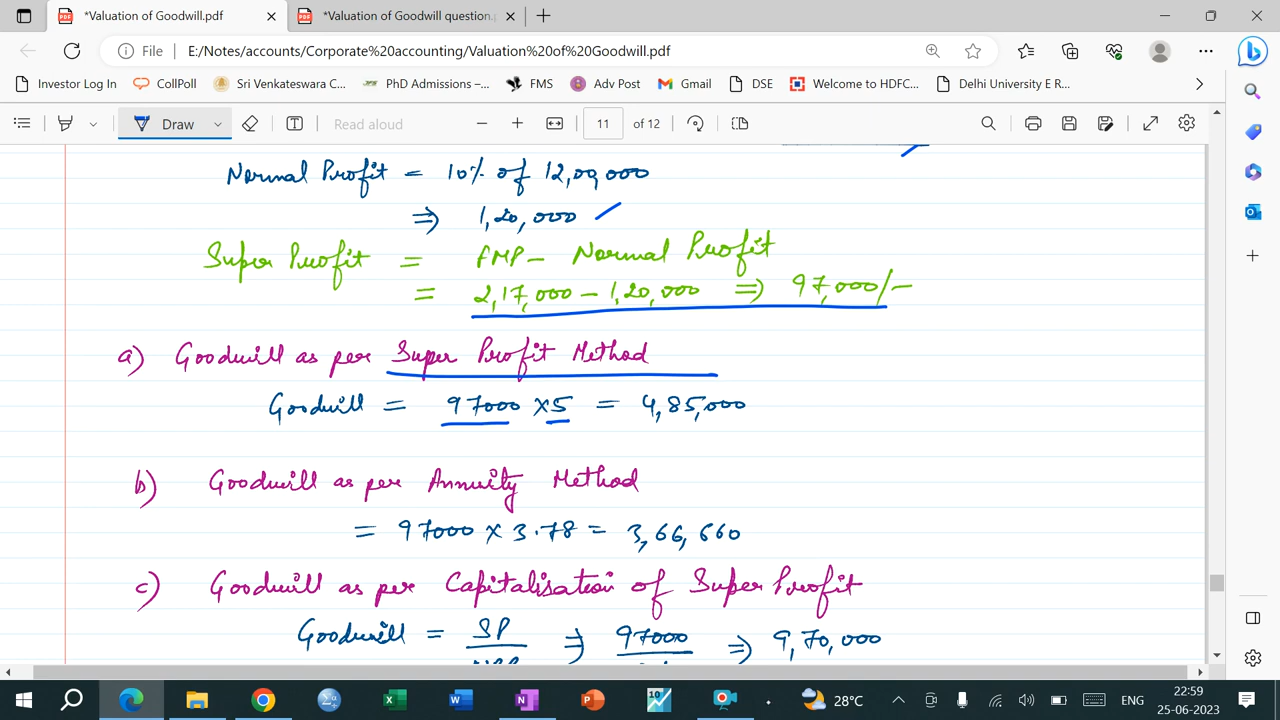 *Valuation of Goodwill.pdf
*Valuation of Goodwill question.
File E:/Notes/accounts/Corporate%20accounting/Valuation%20of%20Goodwill.pdf
Investor Log In CollPoll Sri Venkateswara C... PhD Admissions –... FMS Adv Post Gmail DSE Welcome to HDFC... Delhi University E R...
Draw Read aloud 11 of 12
Normal Profit = 10% of 12,00,000
⇒ 1,20,000
Super Profit = FMP – Normal Profit
= 2,17,000 – 1,20,000 ⇒ 97,000/–
a) Goodwill as per Super Profit Method
Goodwill = 97000 × 5 = 4,85,000
b) Goodwill as per Annuity Method
= 97000 × 3.78 = 3,66,660
c) Goodwill as per Capitalisation of Super Profit
Goodwill = SP ⇒ 97000 ⇒ 9,70,000
28°C ENG 22:59
25-06-2023